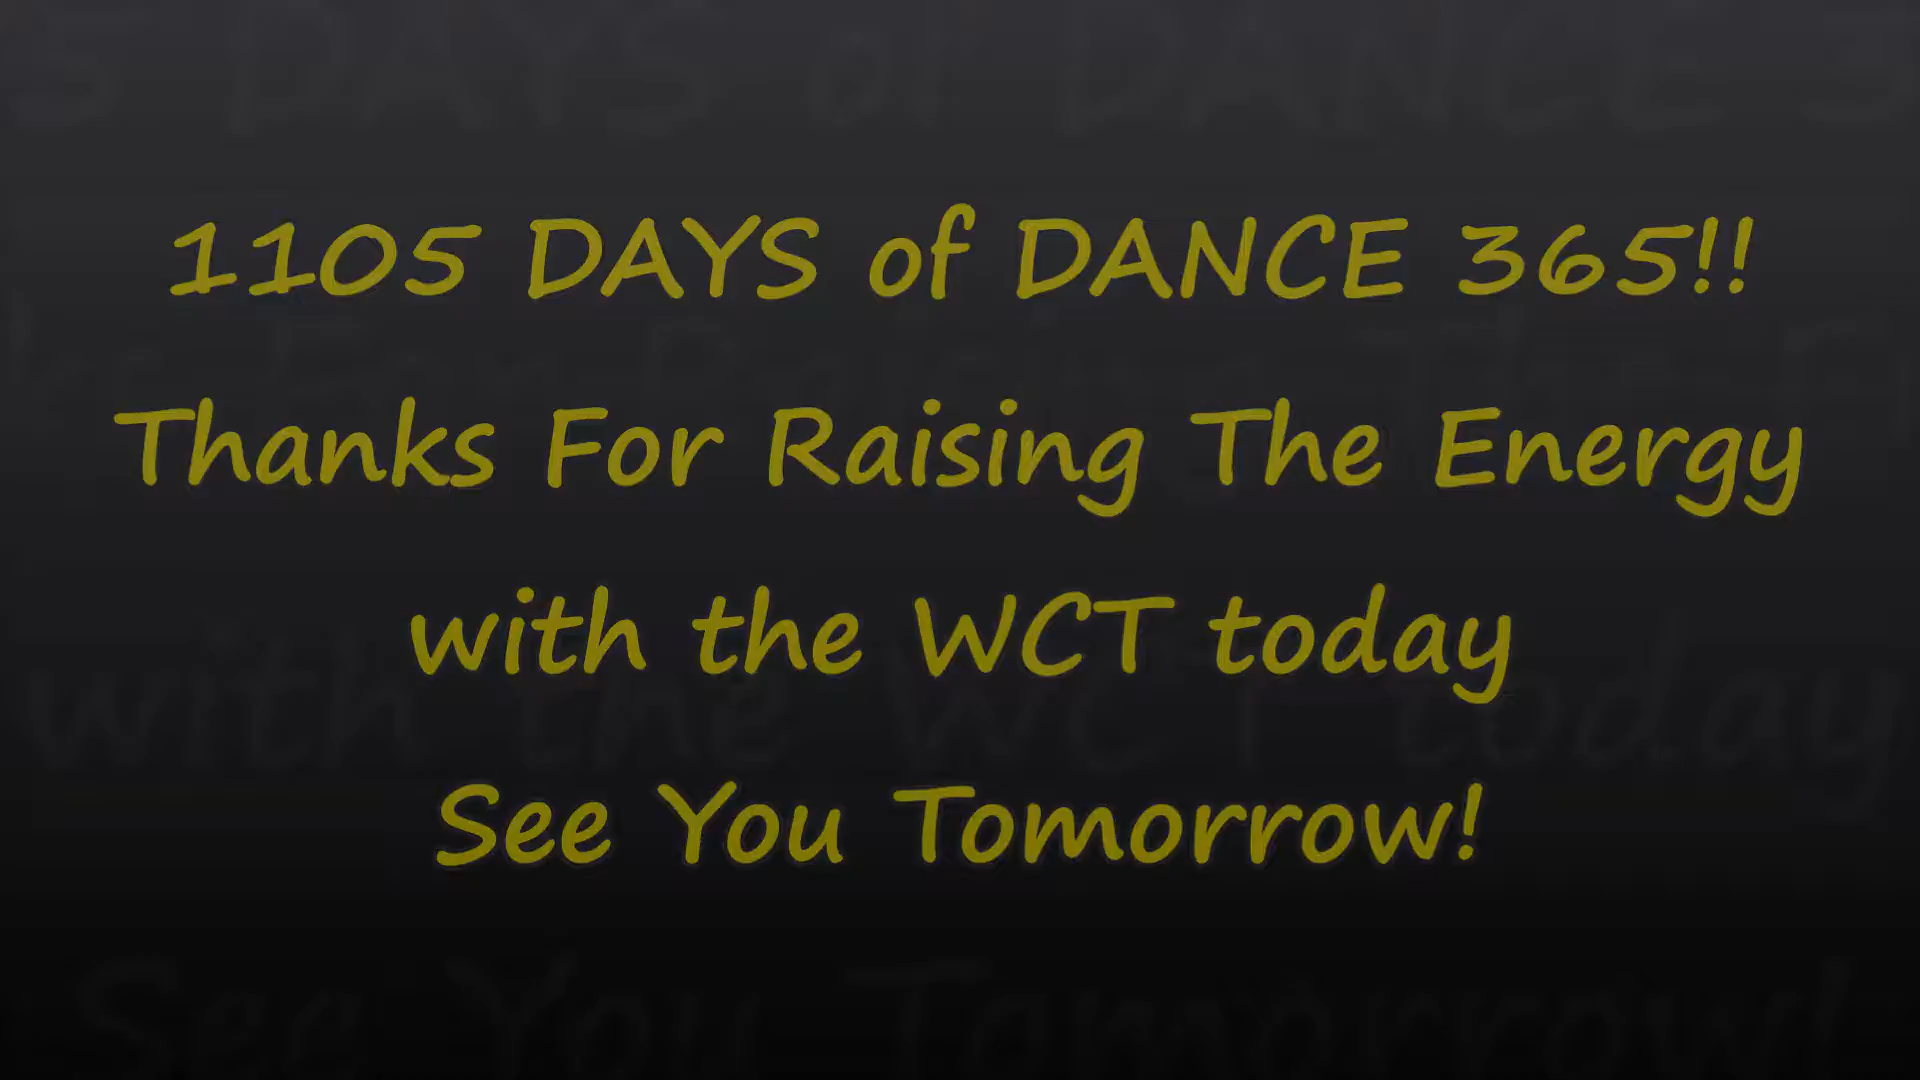 1105 DAYS of DANCE 365!!
Thanks For Raising The Energy
with the WCT today
See You Tomorrow!